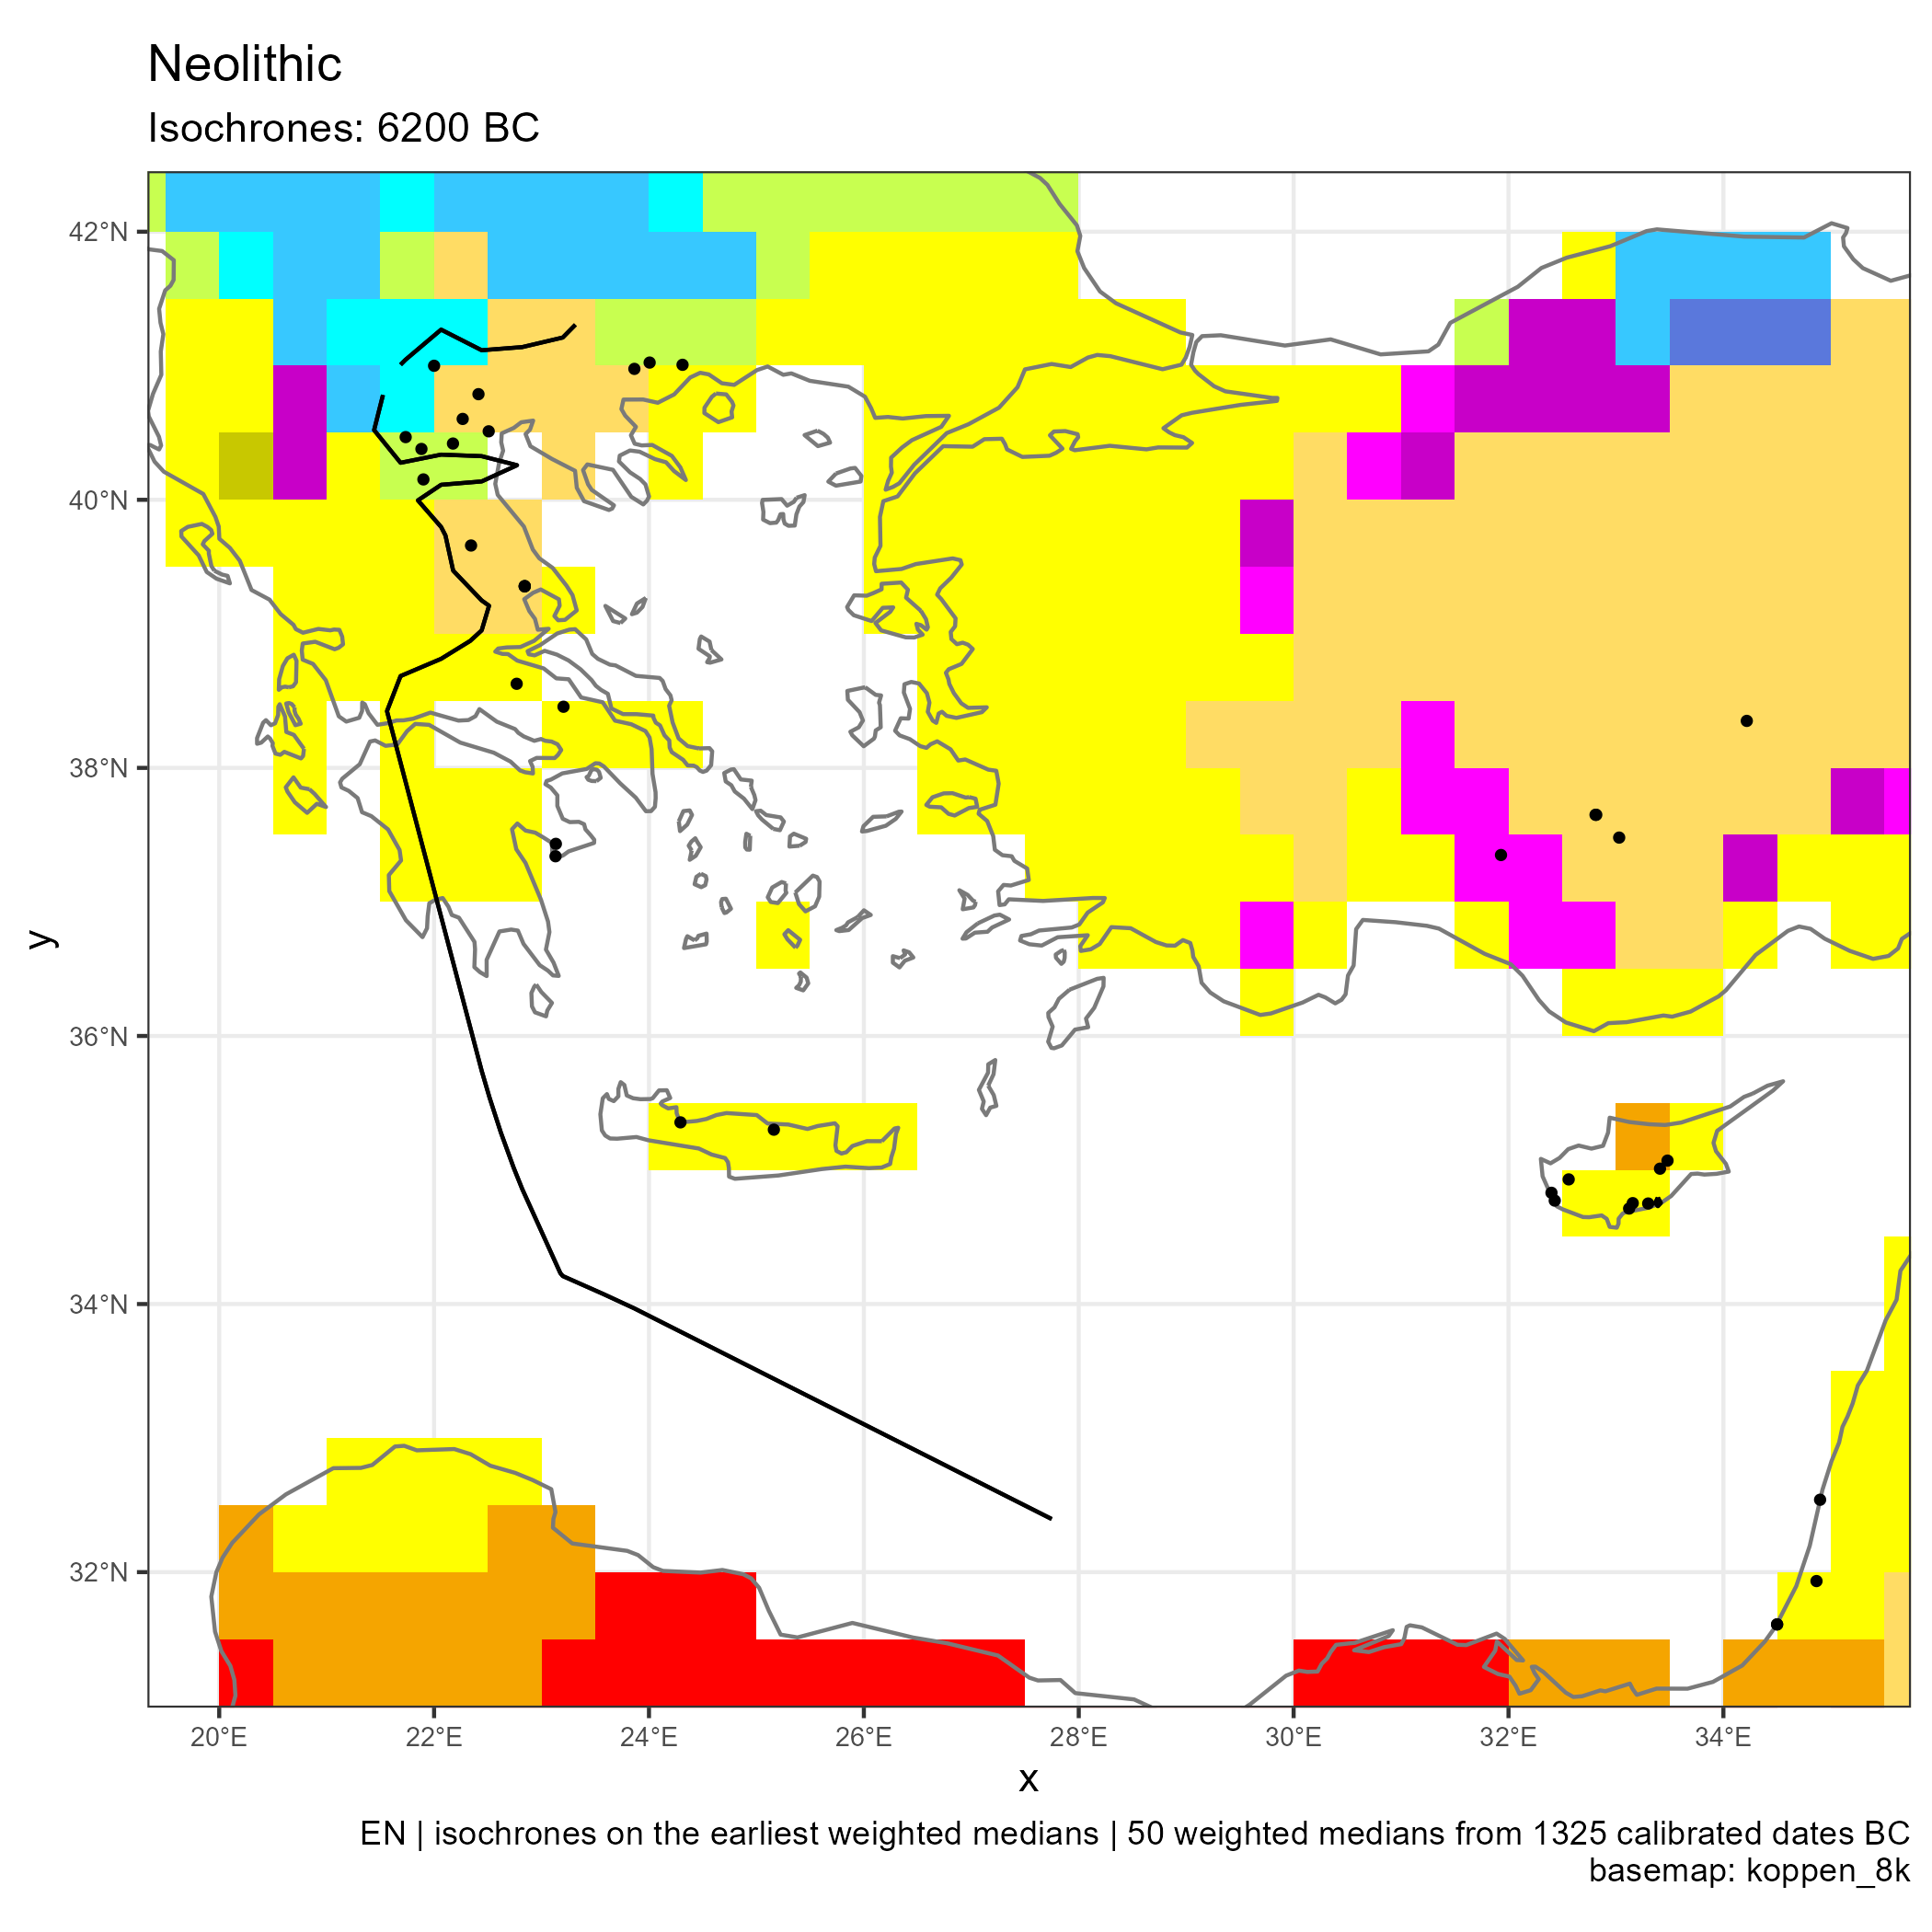 Neolithic
Isochrones: 6200 BC
42°N
40°N
38°N
36°N
34°N
32°N
y
20°E 22°E 24°E 26°E 28°E 30°E 32°E 34°E
x
EN | isochrones on the earliest weighted medians | 50 weighted medians from 1325 calibrated dates BC
basemap: koppen_8k